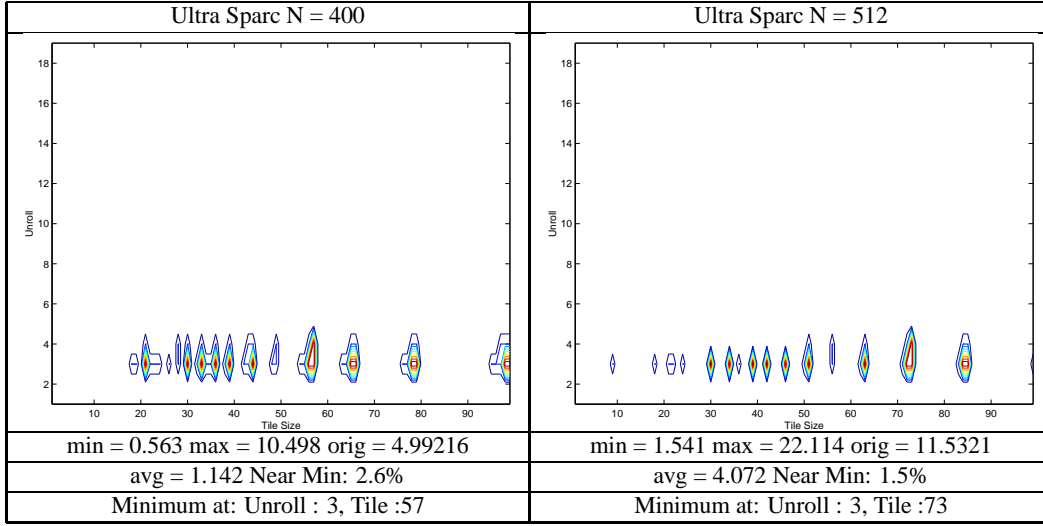 Ultra Sparc N = 400
Ultra Sparc N = 512
18
16
14
12
10
8
6
4
2
Unroll
10 20 30 40 50 60 70 80 90
Tile Size
18
16
14
12
10
8
6
4
2
Unroll
10 20 30 40 50 60 70 80 90
Tile Size
min = 0.563 max = 10.498 orig = 4.99216
min = 1.541 max = 22.114 orig = 11.5321
avg = 1.142 Near Min: 2.6%
avg = 4.072 Near Min: 1.5%
Minimum at: Unroll : 3, Tile :57
Minimum at: Unroll : 3, Tile :73